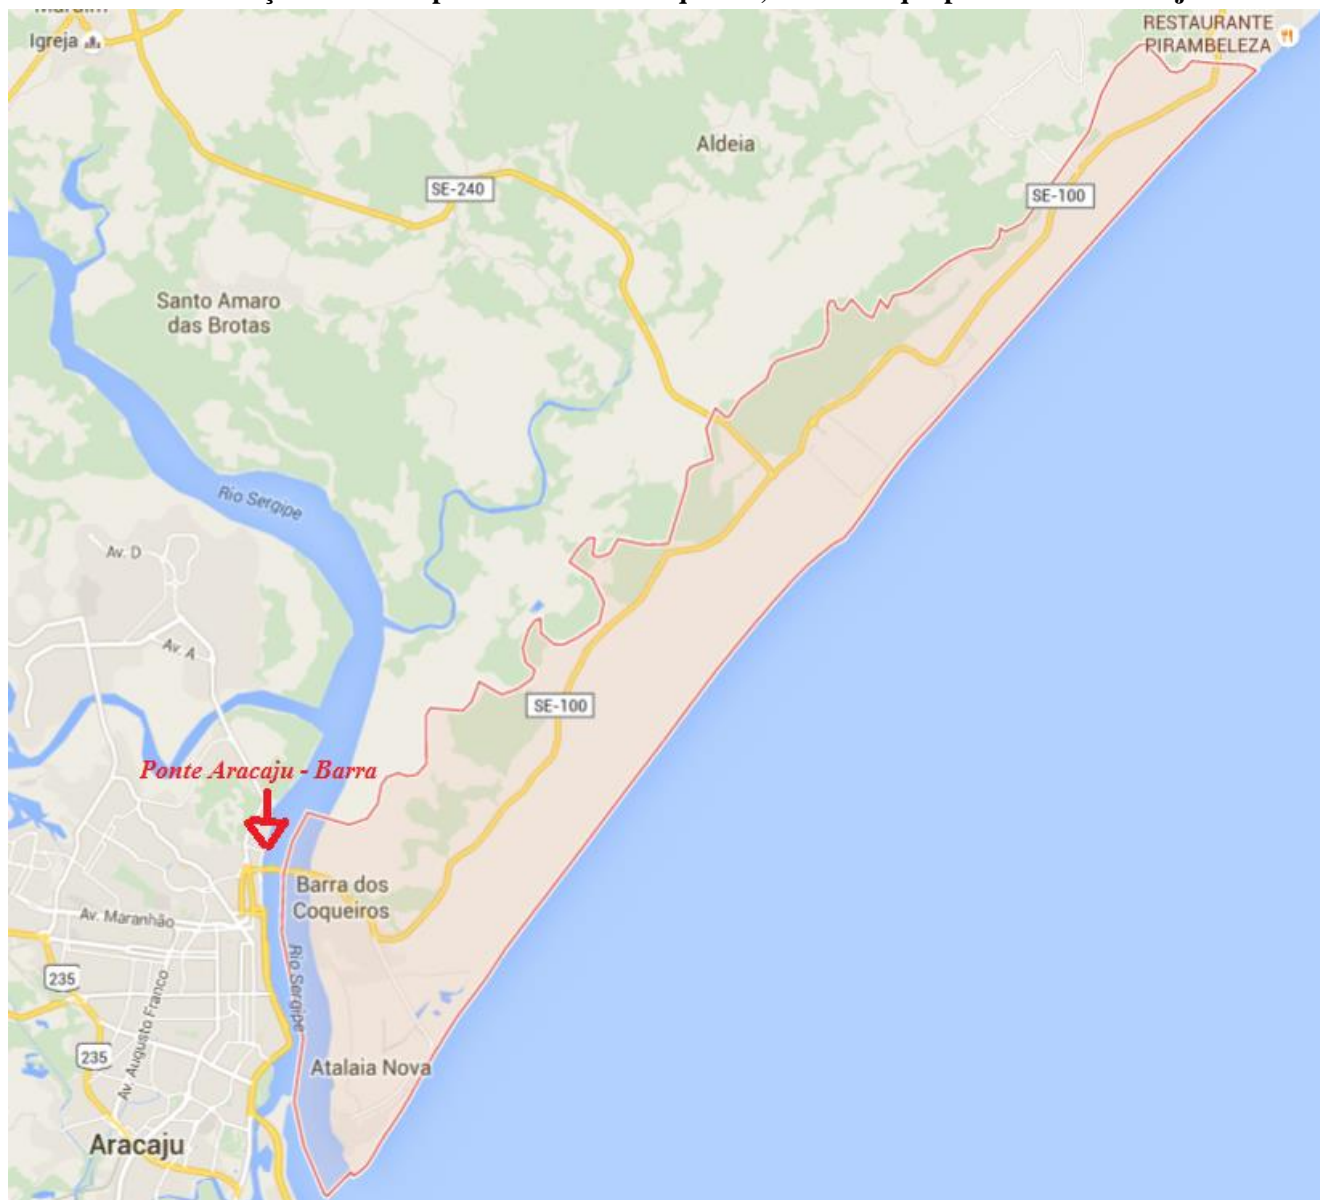 RESTAURANTE
PIRAMBELEZA
Igreja
Aldeia
SE-240
SE-100
Santo Amaro
das Brotas
Rio Sergipe
Av. D
Av. A
SE-100
Ponte Aracaju - Barra
Barra dos
Coqueiros
Av. Maranhão
Rio Sergipe
235
Av. Augusto Franco
235
Atalaia Nova
Aracaju